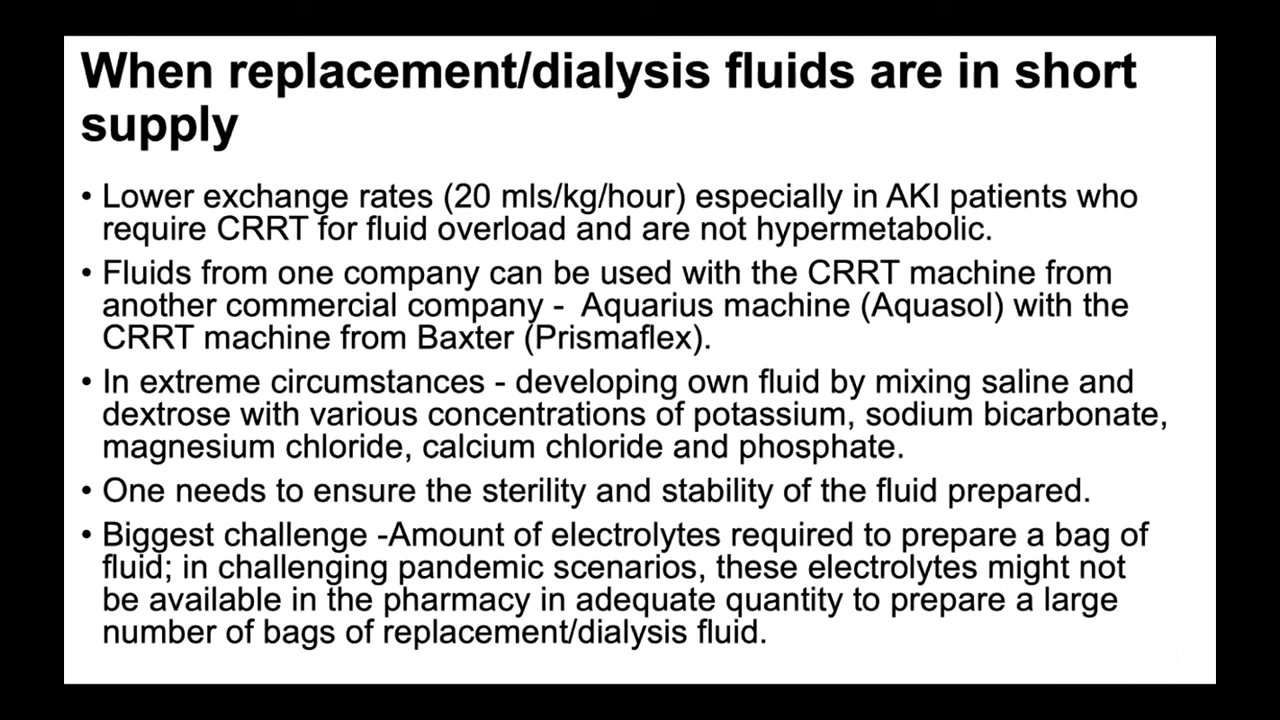 When replacement/dialysis fluids are in short
supply
• Lower exchange rates (20 mls/kg/hour) especially in AKI patients who
require CRRT for fluid overload and are not hypermetabolic.
• Fluids from one company can be used with the CRRT machine from
another commercial company -  Aquarius machine (Aquasol) with the
CRRT machine from Baxter (Prismaflex).
• In extreme circumstances - developing own fluid by mixing saline and
dextrose with various concentrations of potassium, sodium bicarbonate,
magnesium chloride, calcium chloride and phosphate.
• One needs to ensure the sterility and stability of the fluid prepared.
• Biggest challenge -Amount of electrolytes required to prepare a bag of
fluid; in challenging pandemic scenarios, these electrolytes might not
be available in the pharmacy in adequate quantity to prepare a large
number of bags of replacement/dialysis fluid.